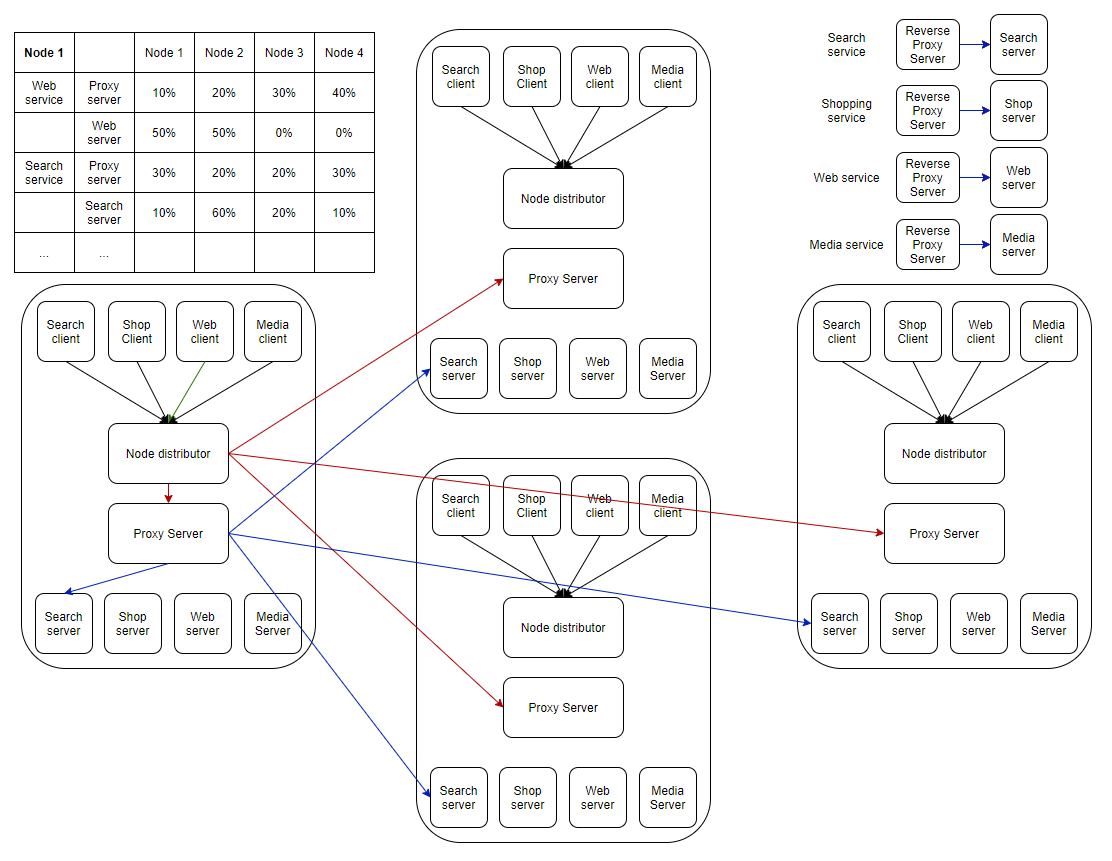 Node 1 Node 1 Node 2 Node 3 Node 4
Web
service
Proxy
server
10% 20% 30% 40%
Web
server
50% 50% 0% 0%
Search
service
Proxy
server
30% 20% 20% 30%
Search
server
10% 60% 20% 10%
... ...
Search
client
Shop
Client
Web
client
Media
client
Node distributor
Proxy Server
Search
server
Shop
server
Web
server
Media
Server
Search
service
Reverse
Proxy
Server
Search
server
Shopping
service
Reverse
Proxy
Server
Shop
server
Web service
Reverse
Proxy
Server
Web
server
Media service
Reverse
Proxy
Server
Media
server
Search
client
Shop
Client
Web
client
Media
client
Node distributor
Proxy Server
Search
server
Shop
server
Web
server
Media
Server
Search
client
Shop
Client
Web
client
Media
client
Node distributor
Proxy Server
Search
server
Shop
server
Web
server
Media
Server
Search
client
Shop
Client
Web
client
Media
client
Node distributor
Proxy Server
Search
server
Shop
server
Web
server
Media
Server